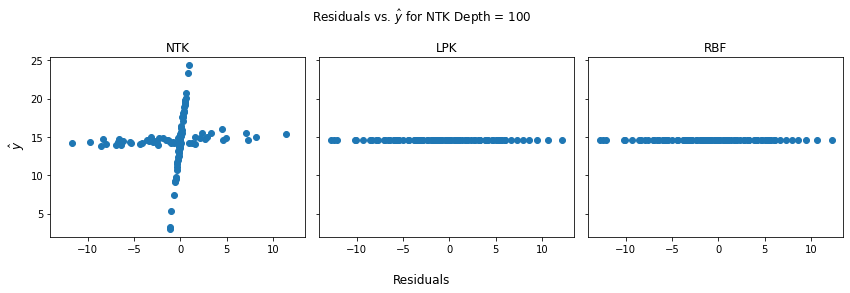 Residuals vs. ŷ for NTK Depth = 100
NTK LPK RBF
25
20
15
10
5
ŷ
−10 −5 0 5 10 −10 −5 0 5 10 −10 −5 0 5 10
Residuals